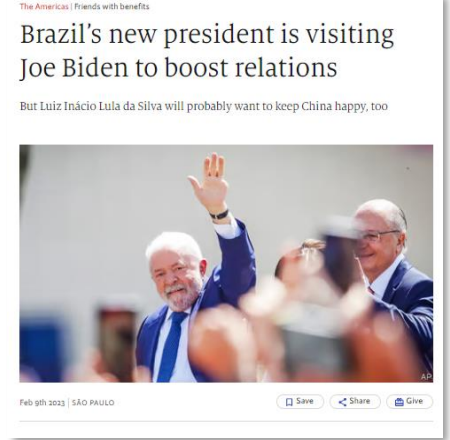 The Americas | Friends with benefits
Brazil’s new president is visiting
Joe Biden to boost relations
But Luiz Inácio Lula da Silva will probably want to keep China happy, too
AP
Feb 9th 2023 | SÃO PAULO
Save
Share
Give